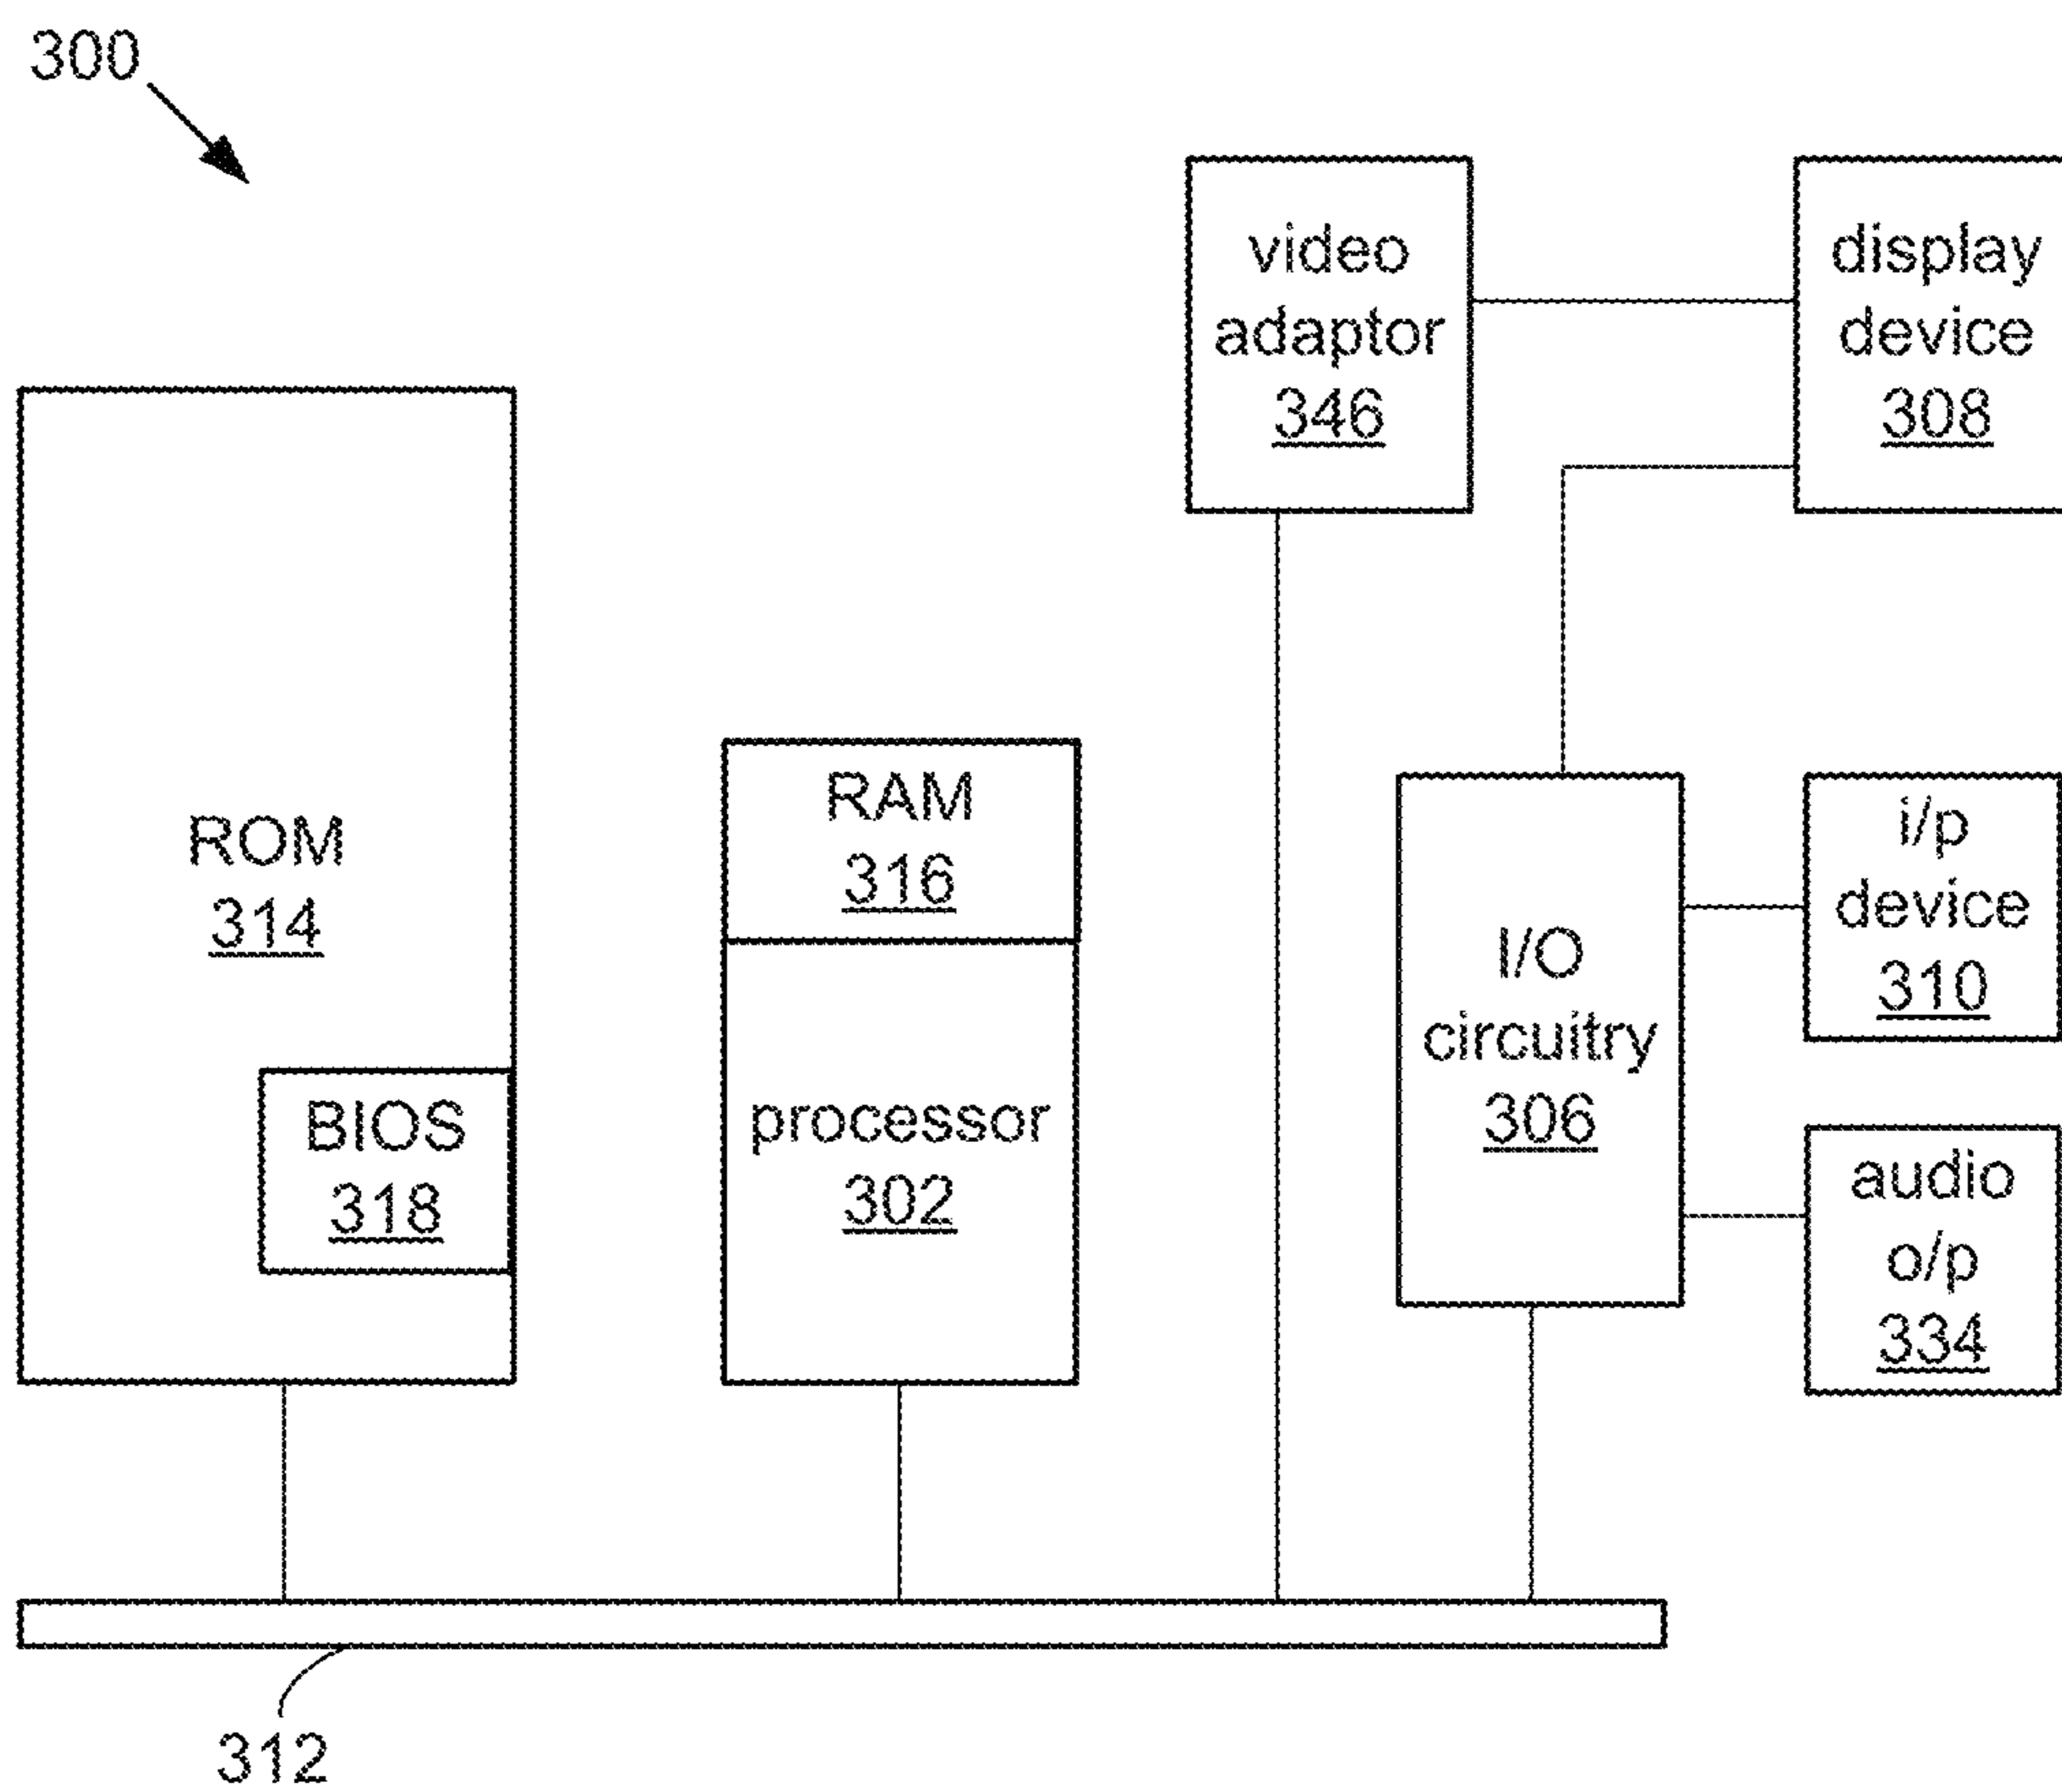 300
video
adaptor
346
display
device
308
ROM
314
BIOS
318
RAM
316
processor
302
I/O
circuitry
306
i/p
device
310
audio
o/p
334
312